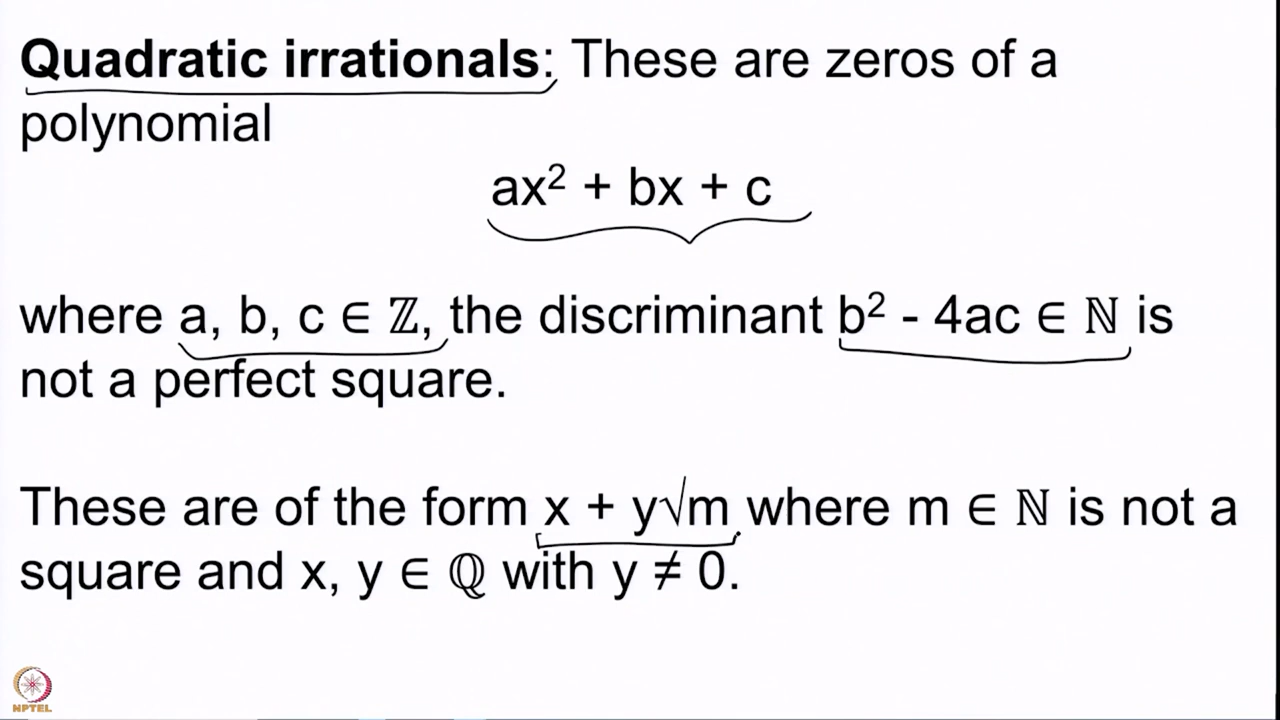 Quadratic irrationals: These are zeros of a
polynomial
ax² + bx + c
where a, b, c ∈ ℤ, the discriminant b² - 4ac ∈ ℕ is
not a perfect square.
These are of the form x + y√m where m ∈ ℕ is not a
square and x, y ∈ ℚ with y ≠ 0.
NPTEL